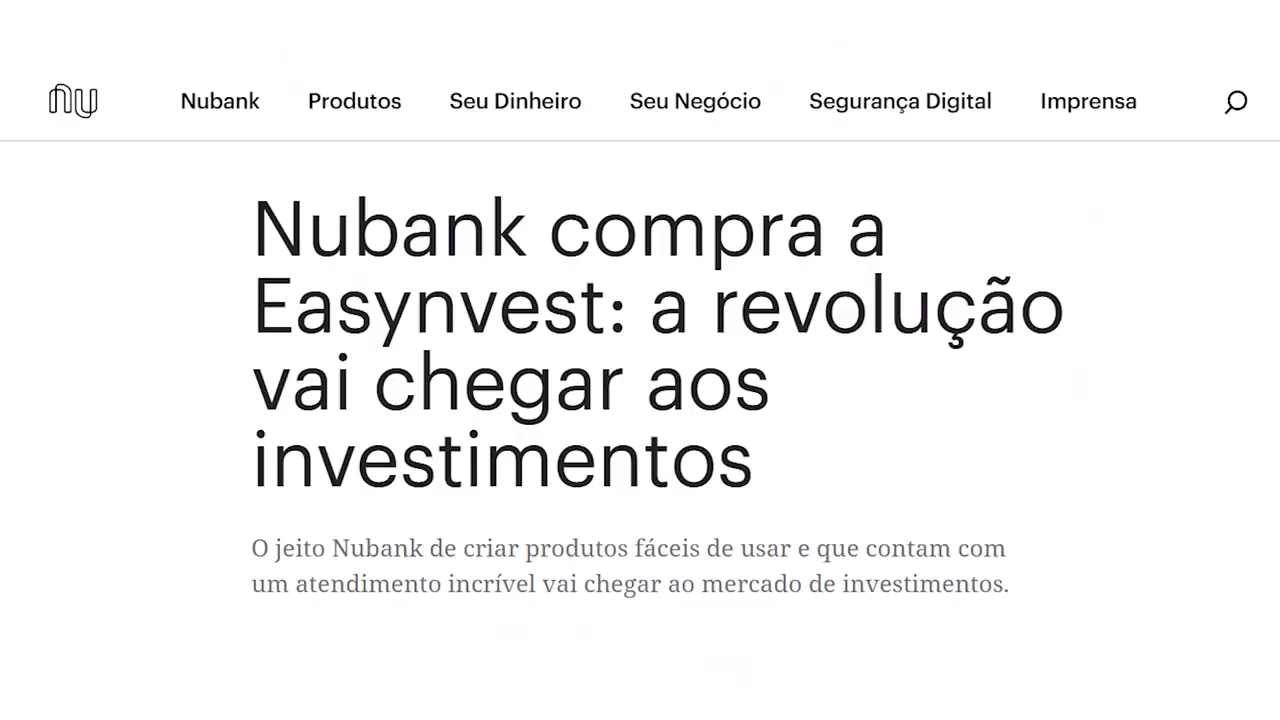 nu
Nubank Produtos Seu Dinheiro Seu Negócio Segurança Digital Imprensa
Nubank compra a
Easynvest: a revolução
vai chegar aos
investimentos
O jeito Nubank de criar produtos fáceis de usar e que contam com
um atendimento incrível vai chegar ao mercado de investimentos.